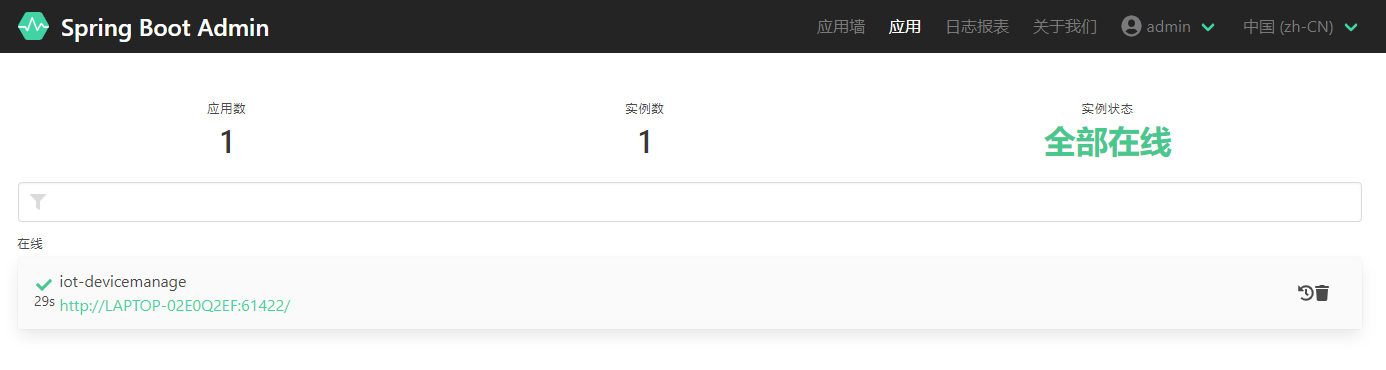 Spring Boot Admin 应用墙 应用 日志报表 关于我们 admin 中国 (zh-CN)
应用数 实例数 实例状态
1 1 全部在线
在线
iot-devicemanage
29s http://LAPTOP-02E0Q2EF:61422/